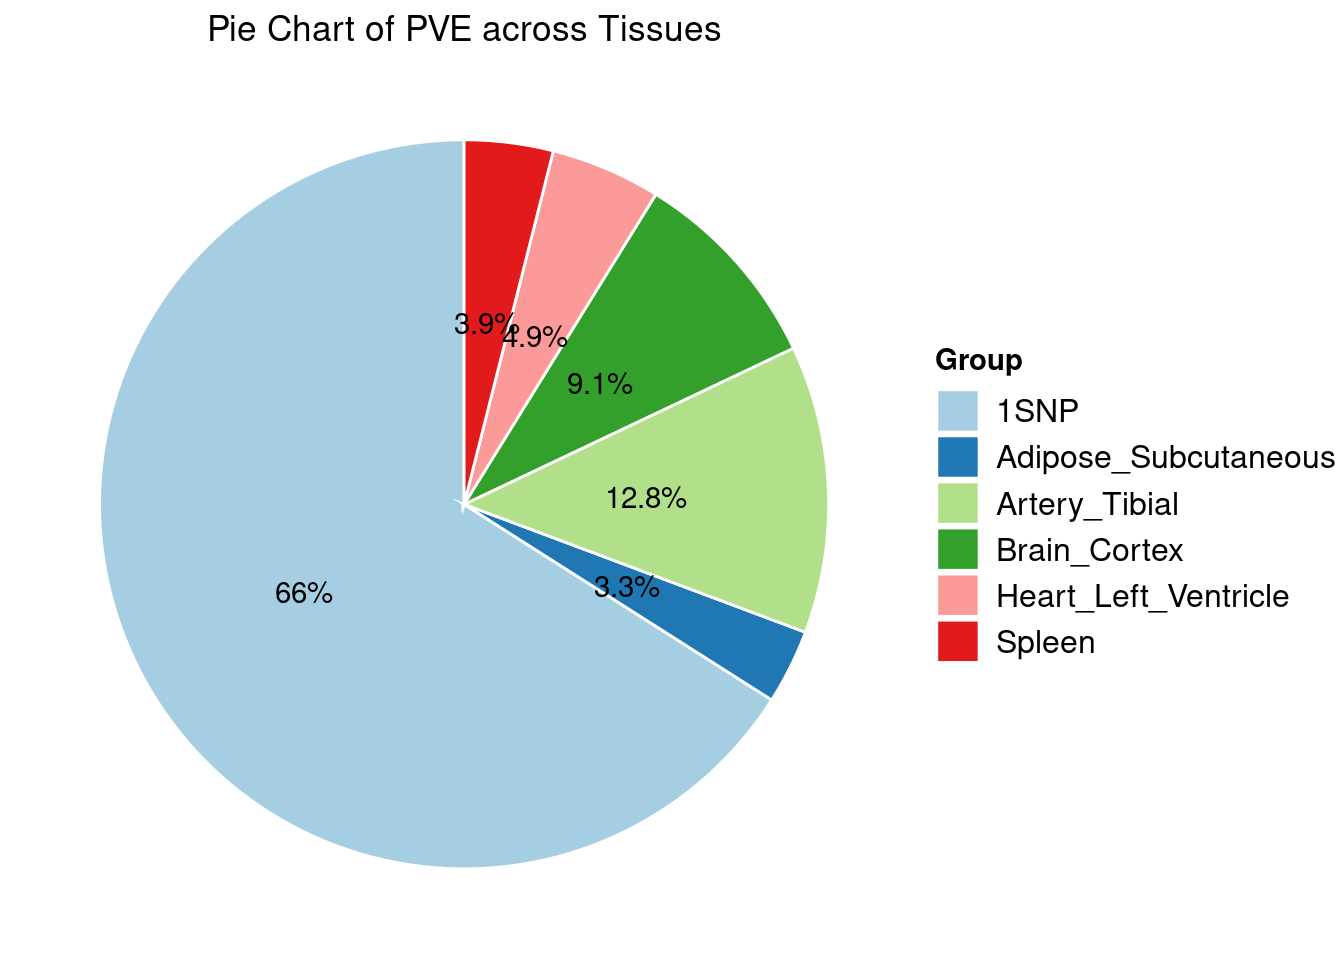 Pie Chart of PVE across Tissues
3.9%
4.9%
9.1%
12.8%
3.3%
66%
Group
1SNP
Adipose_Subcutaneous
Artery_Tibial
Brain_Cortex
Heart_Left_Ventricle
Spleen